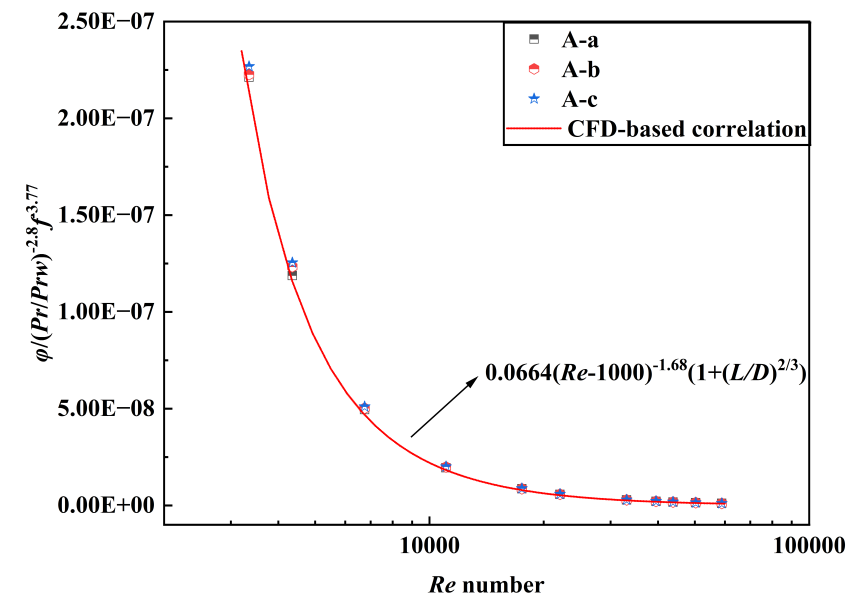 2.50E−07
2.00E−07
1.50E−07
1.00E−07
5.00E−08
0.00E+00
φ/(Pr/Prw)^-2.8 f^-3.77
A-a
A-b
A-c
CFD-based correlation
0.0664(Re-1000)^-1.68(1+(L/D)^2/3)
10000
100000
Re number